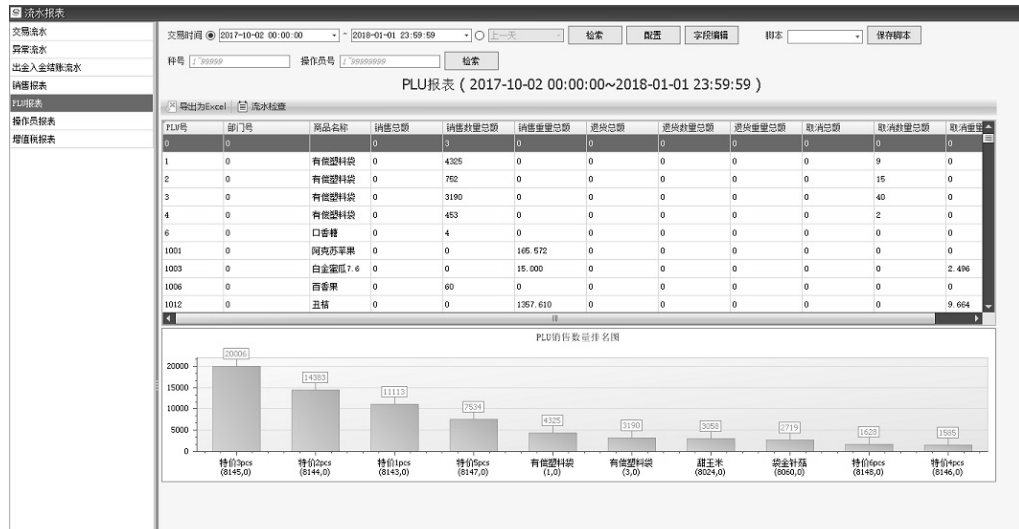 流水报表
交易流水
异常流水
出金入金结账流水
销售报表
PLU报表
操作员报表
增值税报表
交易时间 2017-10-02 00:00:00 ~ 2018-01-01 23:59:59 上一天 检索 配置 字段编辑 脚本 保存脚本
种号 1~99999 操作员号 1~99999999 检索
PLU报表 ( 2017-10-02 00:00:00~2018-01-01 23:59:59 )
导出为Excel 流水检查
PLU号 部门号 商品名称 销售总额 销售数量总额 销售重量总额 退货总额 退货数量总额 退货重量总额 取消总额 取消数量总额 取消重量
0 0 0 3 0 0 0 0 0 0 0
1 0 有偿塑料袋 0 4325 0 0 0 0 0 9 0
2 0 有偿塑料袋 0 752 0 0 0 0 0 15 0
3 0 有偿塑料袋 0 3190 0 0 0 0 0 40 0
4 0 有偿塑料袋 0 453 0 0 0 0 0 2 0
6 0 口香糖 0 4 0 0 0 0 0 0 0
1001 0 阿克苏苹果 0 0 165.572 0 0 0 0 0 0
1003 0 白金蜜瓜7.6 0 0 15.000 0 0 0 0 0 2.496
1006 0 百香果 0 60 0 0 0 0 0 0 0
1012 0 丑桔 0 0 1357.610 0 0 0 0 0 9.664
PLU销售数量排名图
20006
14383
11113
7534
4325
3190
3058
2719
1628
1585
20000
15000
10000
5000
0
特价3pcs 特价2pcs 特价1pcs 特价5pcs 有偿塑料袋 有偿塑料袋 甜玉米 袋金针菇 特价6pcs 特价4pcs
(8145,0) (8144,0) (8143,0) (8147,0) (1,0) (3,0) (8024,0) (8060,0) (8148,0) (8146,0)